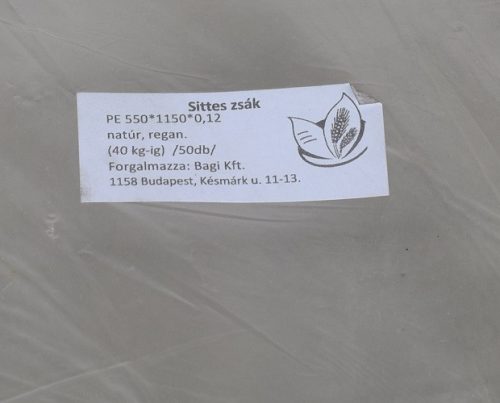 Sittes zsák
PE 550*1150*0,12
natúr, regan.
(40 kg-ig) /50db/
Forgalmazza: Bagi Kft.
1158 Budapest, Késmárk u. 11-13.